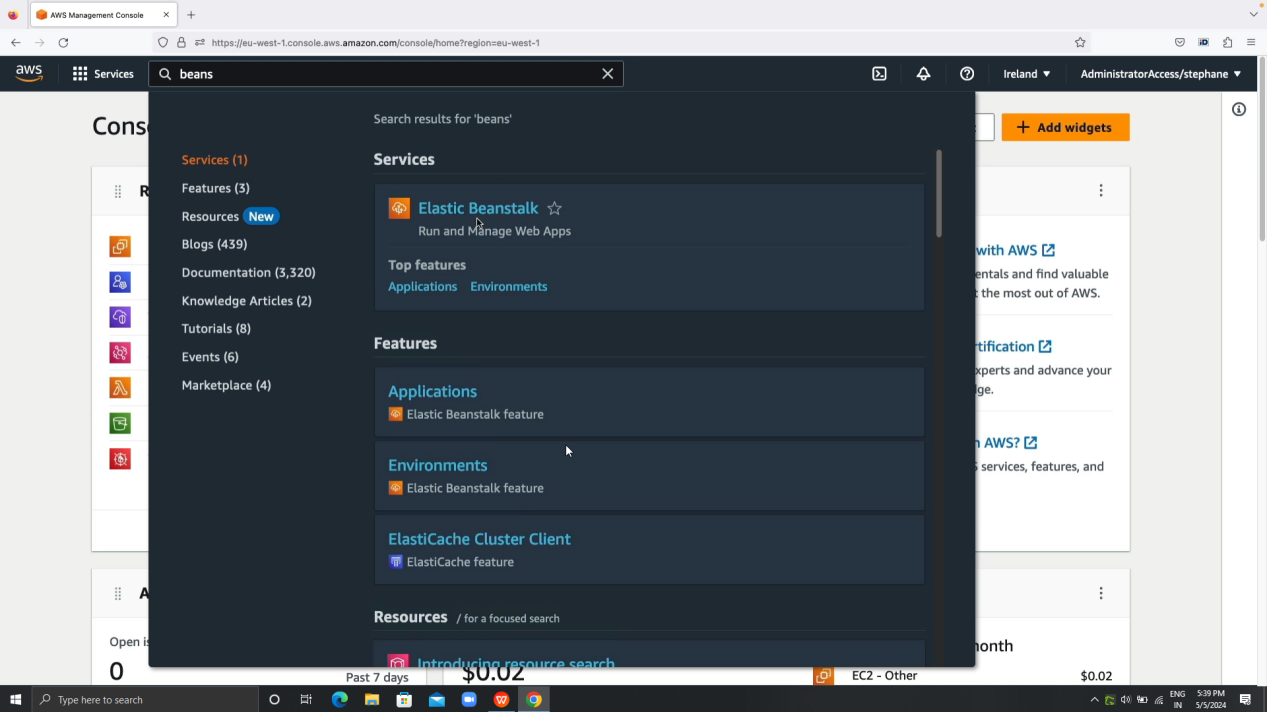 AWS Management Console
https://eu-west-1.console.aws.amazon.com/console/home?region=eu-west-1
aws
Services
beans
Ireland
AdministratorAccess/stephane
Add widgets
Search results for 'beans'
Services (1)
Features (3)
Resources New
Blogs (439)
Documentation (3,320)
Knowledge Articles (2)
Tutorials (8)
Events (6)
Marketplace (4)
Services
Elastic Beanstalk
Run and Manage Web Apps
Top features
Applications Environments
Features
Applications
Elastic Beanstalk feature
Environments
Elastic Beanstalk feature
ElastiCache Cluster Client
ElastiCache feature
Resources / for a focused search
Introducing resource search
with AWS
and find valuable
the most out of AWS.
and advance your
AWS?
services, features, and
Open
0
Past 7 days
$0.02
EC2 - Other
$0.02
Type here to search
ENG
IN
5:39 PM
5/5/2024